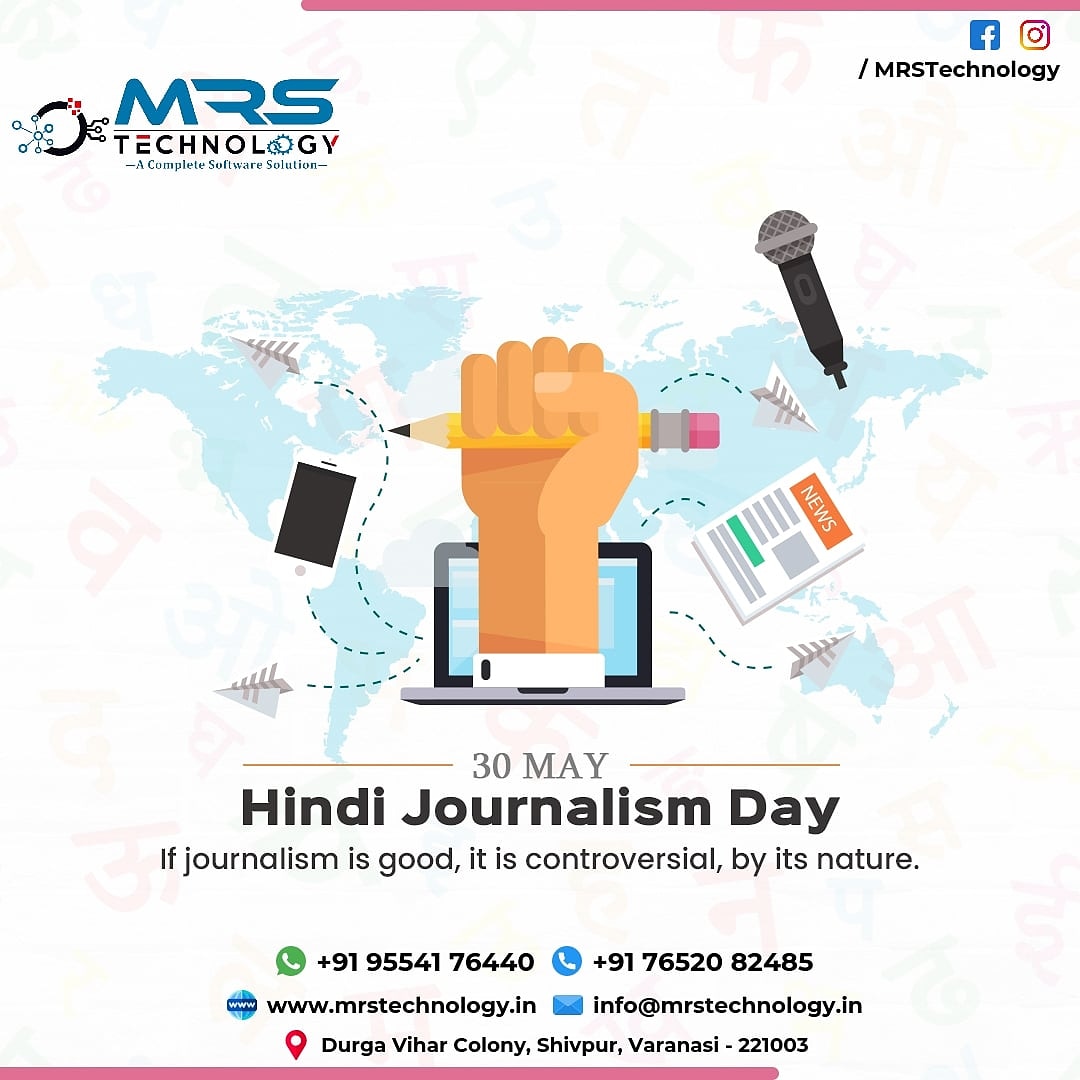 / MRSTechnology
MRS
TECHNOLOGY
—A Complete Software Solution—
NEWS
30 MAY
Hindi Journalism Day
If journalism is good, it is controversial, by its nature.
+91 95541 76440 +91 76520 82485
www www.mrstechnology.in info@mrstechnology.in
Durga Vihar Colony, Shivpur, Varanasi - 221003